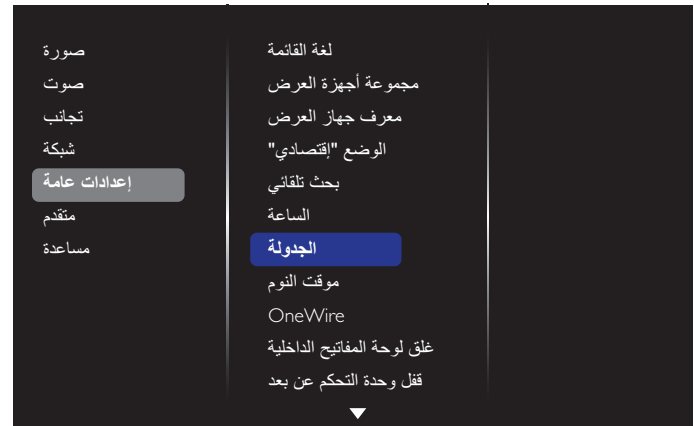 صورة
صوت
تجانب
شبكة
إعدادات عامة
متقدم
مساعدة
لغة القائمة
مجموعة أجهزة العرض
معرف جهاز العرض
الوضع "إقتصادي"
بحث تلقائي
الساعة
الجدولة
موقت النوم
OneWire
غلق لوحة المفاتيح الداخلية
قفل وحدة التحكم عن بعد